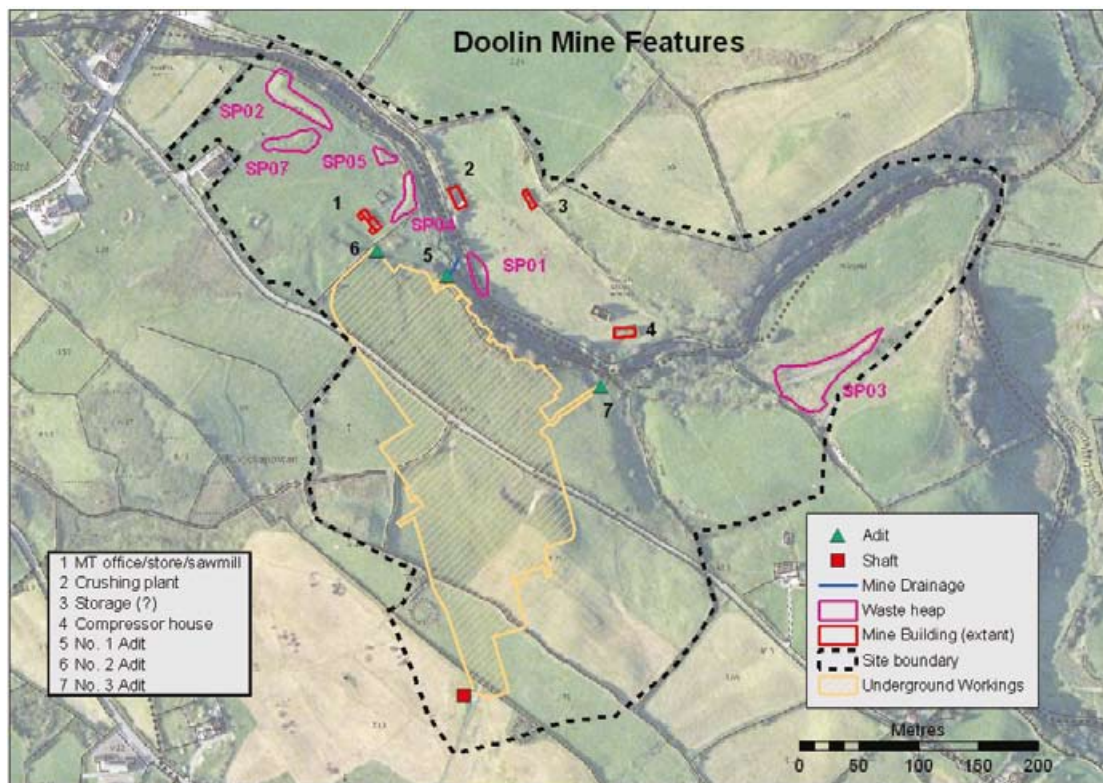 Doolin Mine Features
SP02
SP07
SP05
SP04
1
2
3
6
5
SP01
4
7
SP03
1 MT office/store/sawmill
2 Crushing plant
3 Storage (?)
4 Compressor house
5 No. 1 Adit
6 No. 2 Adit
7 No. 3 Adit
Adit
Shaft
Mine Drainage
Waste heap
Mine Building (extant)
Site boundary
Underground Workings
Metres
0 50 100 150 200